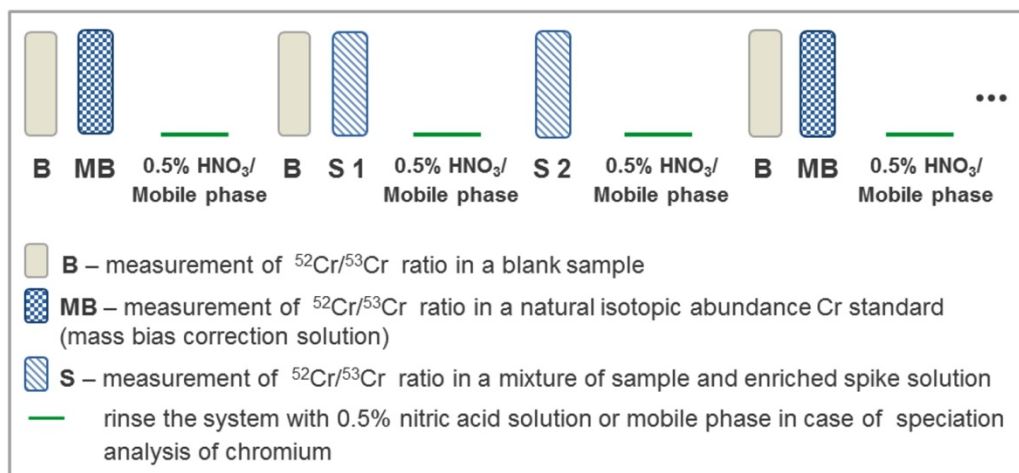 B MB 0.5% HNO₃/ B S 1 0.5% HNO₃/ S 2 0.5% HNO₃/ B MB 0.5% HNO₃/
Mobile phase Mobile phase Mobile phase Mobile phase
•••
B – measurement of ⁵²Cr/⁵³Cr ratio in a blank sample
MB – measurement of ⁵²Cr/⁵³Cr ratio in a natural isotopic abundance Cr standard
(mass bias correction solution)
S – measurement of ⁵²Cr/⁵³Cr ratio in a mixture of sample and enriched spike solution
rinse the system with 0.5% nitric acid solution or mobile phase in case of speciation
analysis of chromium